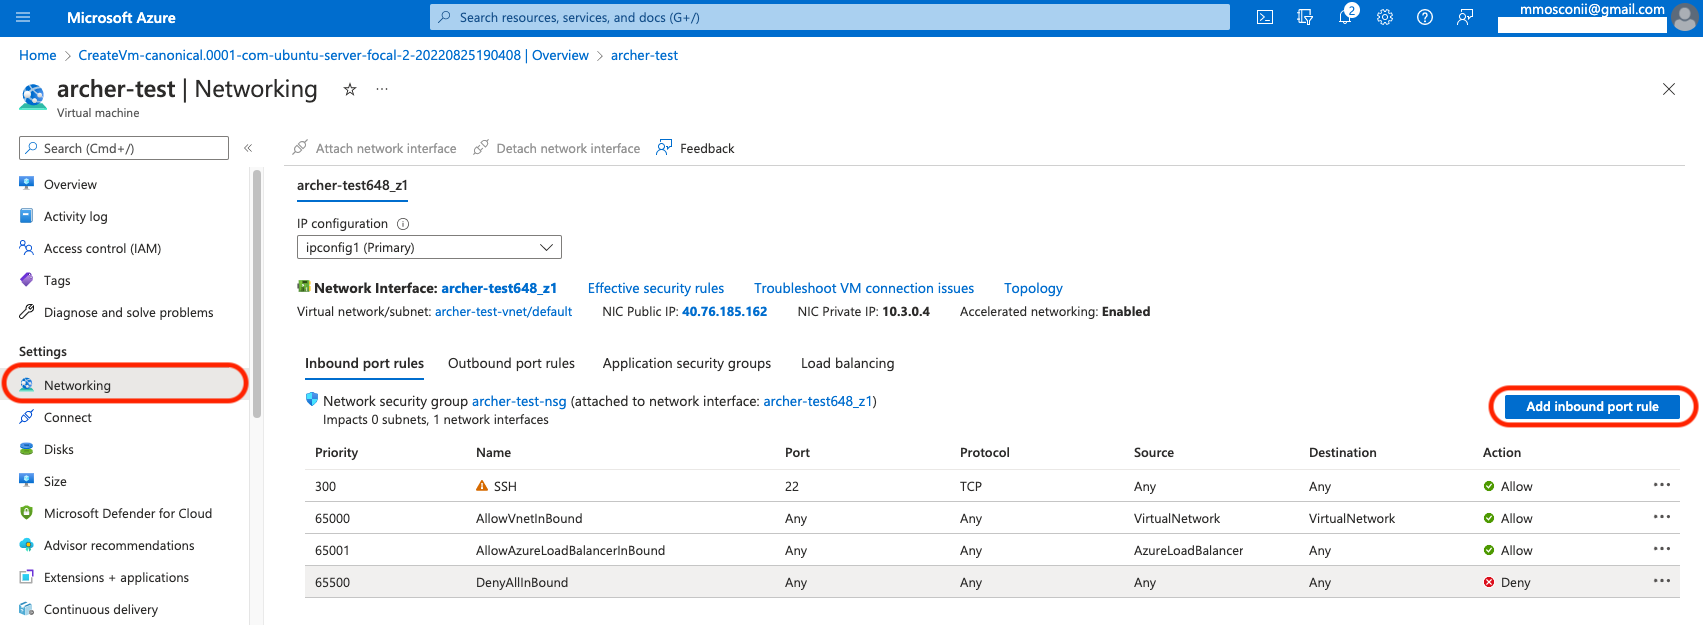 Microsoft Azure
Search resources, services, and docs (G+/)
2
mmosconii@gmail.com
Home > CreateVm-canonical.0001-com-ubuntu-server-focal-2-20220825190408 | Overview > archer-test
archer-test | Networking
Virtual machine
Search (Cmd+/)
«
Attach network interface
Detach network interface
Feedback
Overview
Activity log
Access control (IAM)
Tags
Diagnose and solve problems
Settings
Networking
Connect
Disks
Size
Microsoft Defender for Cloud
Advisor recommendations
Extensions + applications
Continuous delivery
archer-test648_z1
IP configuration
ipconfig1 (Primary)
Network Interface: archer-test648_z1 Effective security rules Troubleshoot VM connection issues Topology
Virtual network/subnet: archer-test-vnet/default NIC Public IP: 40.76.185.162 NIC Private IP: 10.3.0.4 Accelerated networking: Enabled
Inbound port rules Outbound port rules Application security groups Load balancing
Network security group archer-test-nsg (attached to network interface: archer-test648_z1)
Impacts 0 subnets, 1 network interfaces
Add inbound port rule
Priority Name Port Protocol Source Destination Action
300 SSH 22 TCP Any Any Allow
65000 AllowVnetInBound Any Any VirtualNetwork VirtualNetwork Allow
65001 AllowAzureLoadBalancerInBound Any Any AzureLoadBalancer Any Allow
65500 DenyAllInBound Any Any Any Any Deny